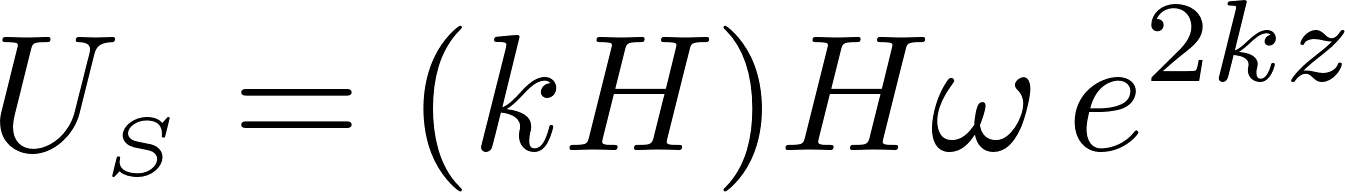 U_s = (kH)Hω e^{2kz}